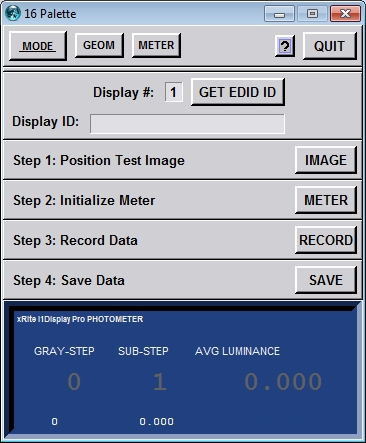 16 Palette
MODE GEOM METER ? QUIT
Display #: 1 GET EDID ID
Display ID:
Step 1: Position Test Image IMAGE
Step 2: Initialize Meter METER
Step 3: Record Data RECORD
Step 4: Save Data SAVE
xRite i1Display Pro PHOTOMETER
GRAY-STEP SUB-STEP AVG LUMINANCE
0 1 0.000
0 0.000